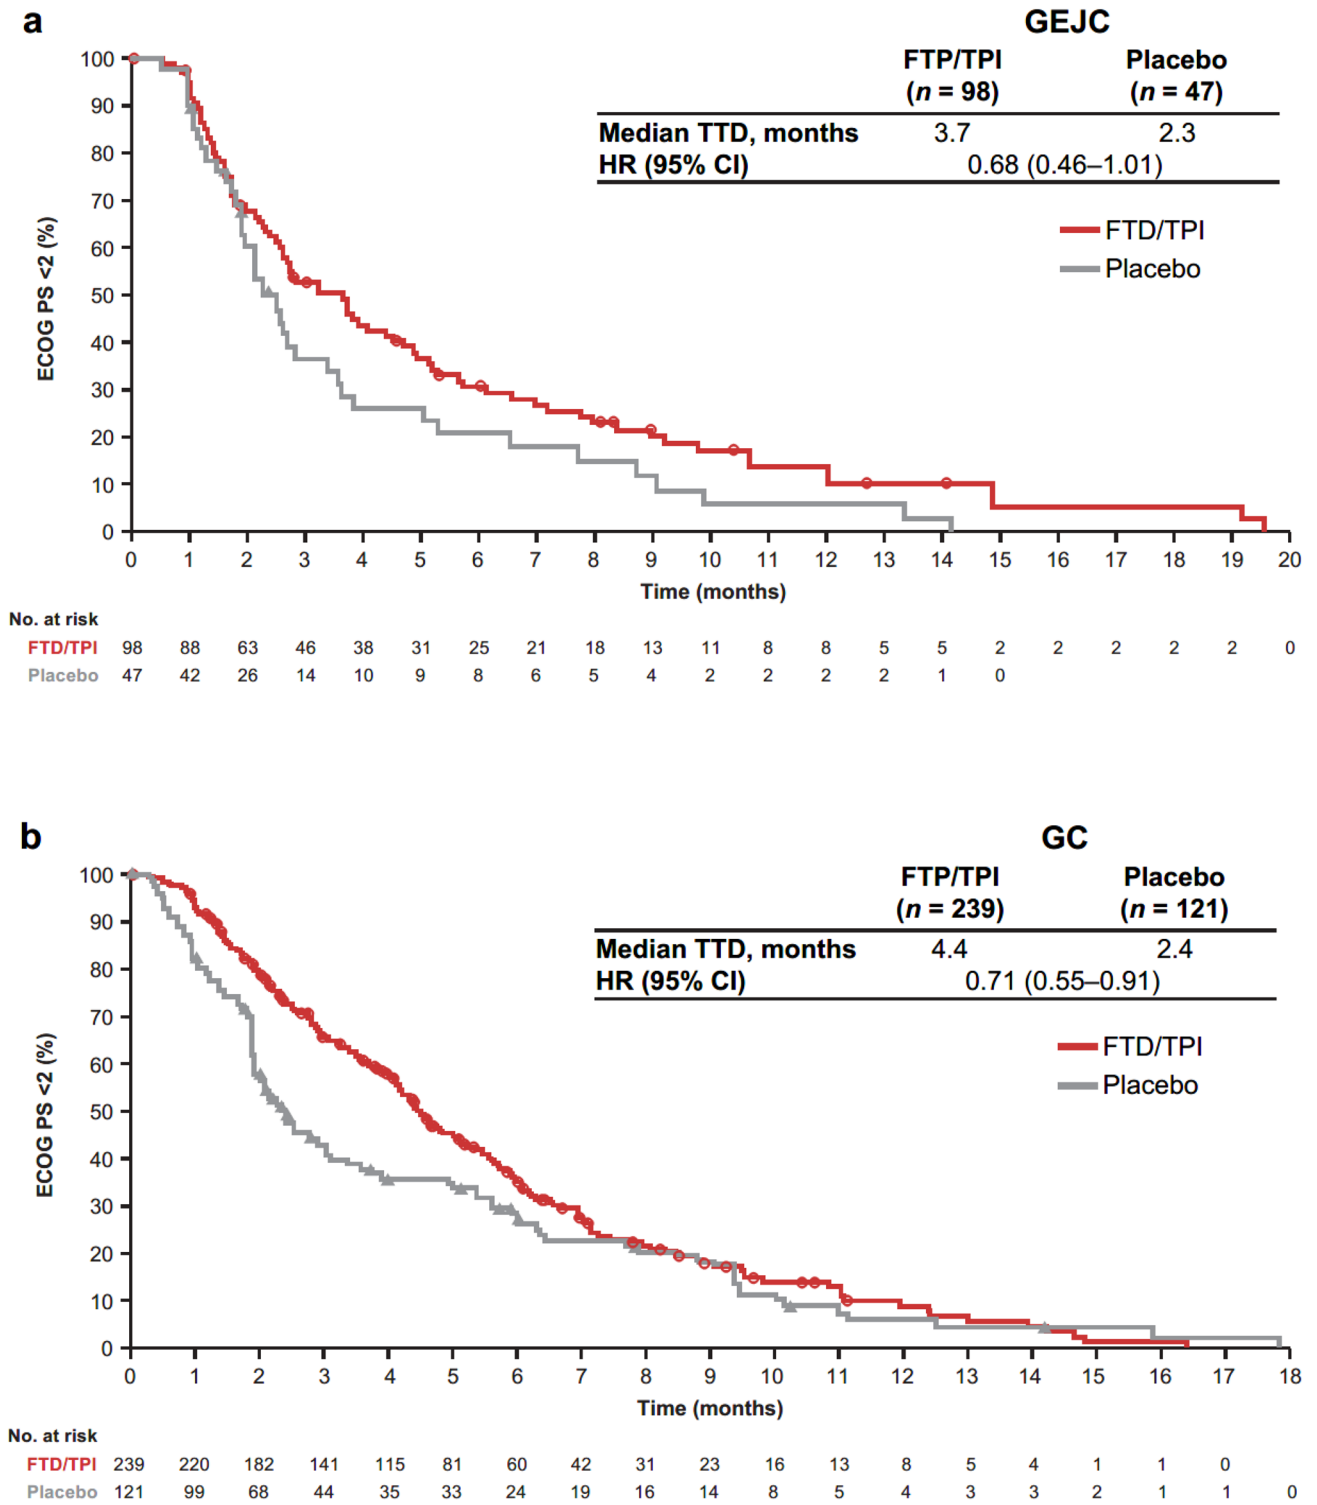 a
GEJC
FTP/TPI Placebo
(n = 98) (n = 47)
Median TTD, months 3.7 2.3
HR (95% CI) 0.68 (0.46–1.01)
FTD/TPI
Placebo
ECOG PS <2 (%)
100
90
80
70
60
50
40
30
20
10
0
0 1 2 3 4 5 6 7 8 9 10 11 12 13 14 15 16 17 18 19 20
Time (months)
No. at risk
FTD/TPI 98 88 63 46 38 31 25 21 18 13 11 8 8 5 5 2 2 2 2 2 0
Placebo 47 42 26 14 10 9 8 6 5 4 2 2 2 2 1 0
b
GC
FTP/TPI Placebo
(n = 239) (n = 121)
Median TTD, months 4.4 2.4
HR (95% CI) 0.71 (0.55–0.91)
FTD/TPI
Placebo
ECOG PS <2 (%)
100
90
80
70
60
50
40
30
20
10
0
0 1 2 3 4 5 6 7 8 9 10 11 12 13 14 15 16 17 18
Time (months)
No. at risk
FTD/TPI 239 220 182 141 115 81 60 42 31 23 16 13 8 5 4 1 1 0
Placebo 121 99 68 44 35 33 24 19 16 14 8 5 4 3 3 2 1 1 0